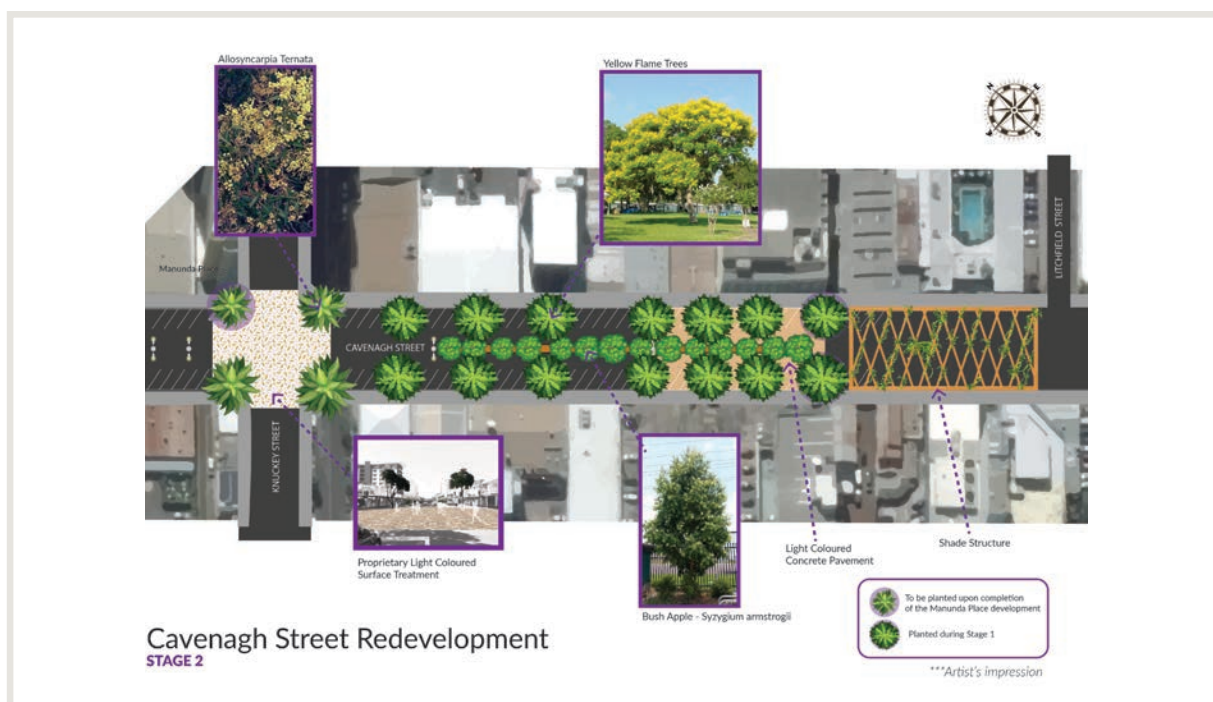 Allosyncarpia Ternata
Yellow Flame Trees
Manunda Place
LITCHFIELD STREET
CAVENAGH STREET
KNUCKEY STREET
Proprietary Light Coloured
Surface Treatment
Bush Apple - Syzygium armstrogii
Light Coloured
Concrete Pavement
Shade Structure
To be planted upon completion
of the Manunda Place development
Planted during Stage 1
Cavenagh Street Redevelopment
STAGE 2
***Artist's impression